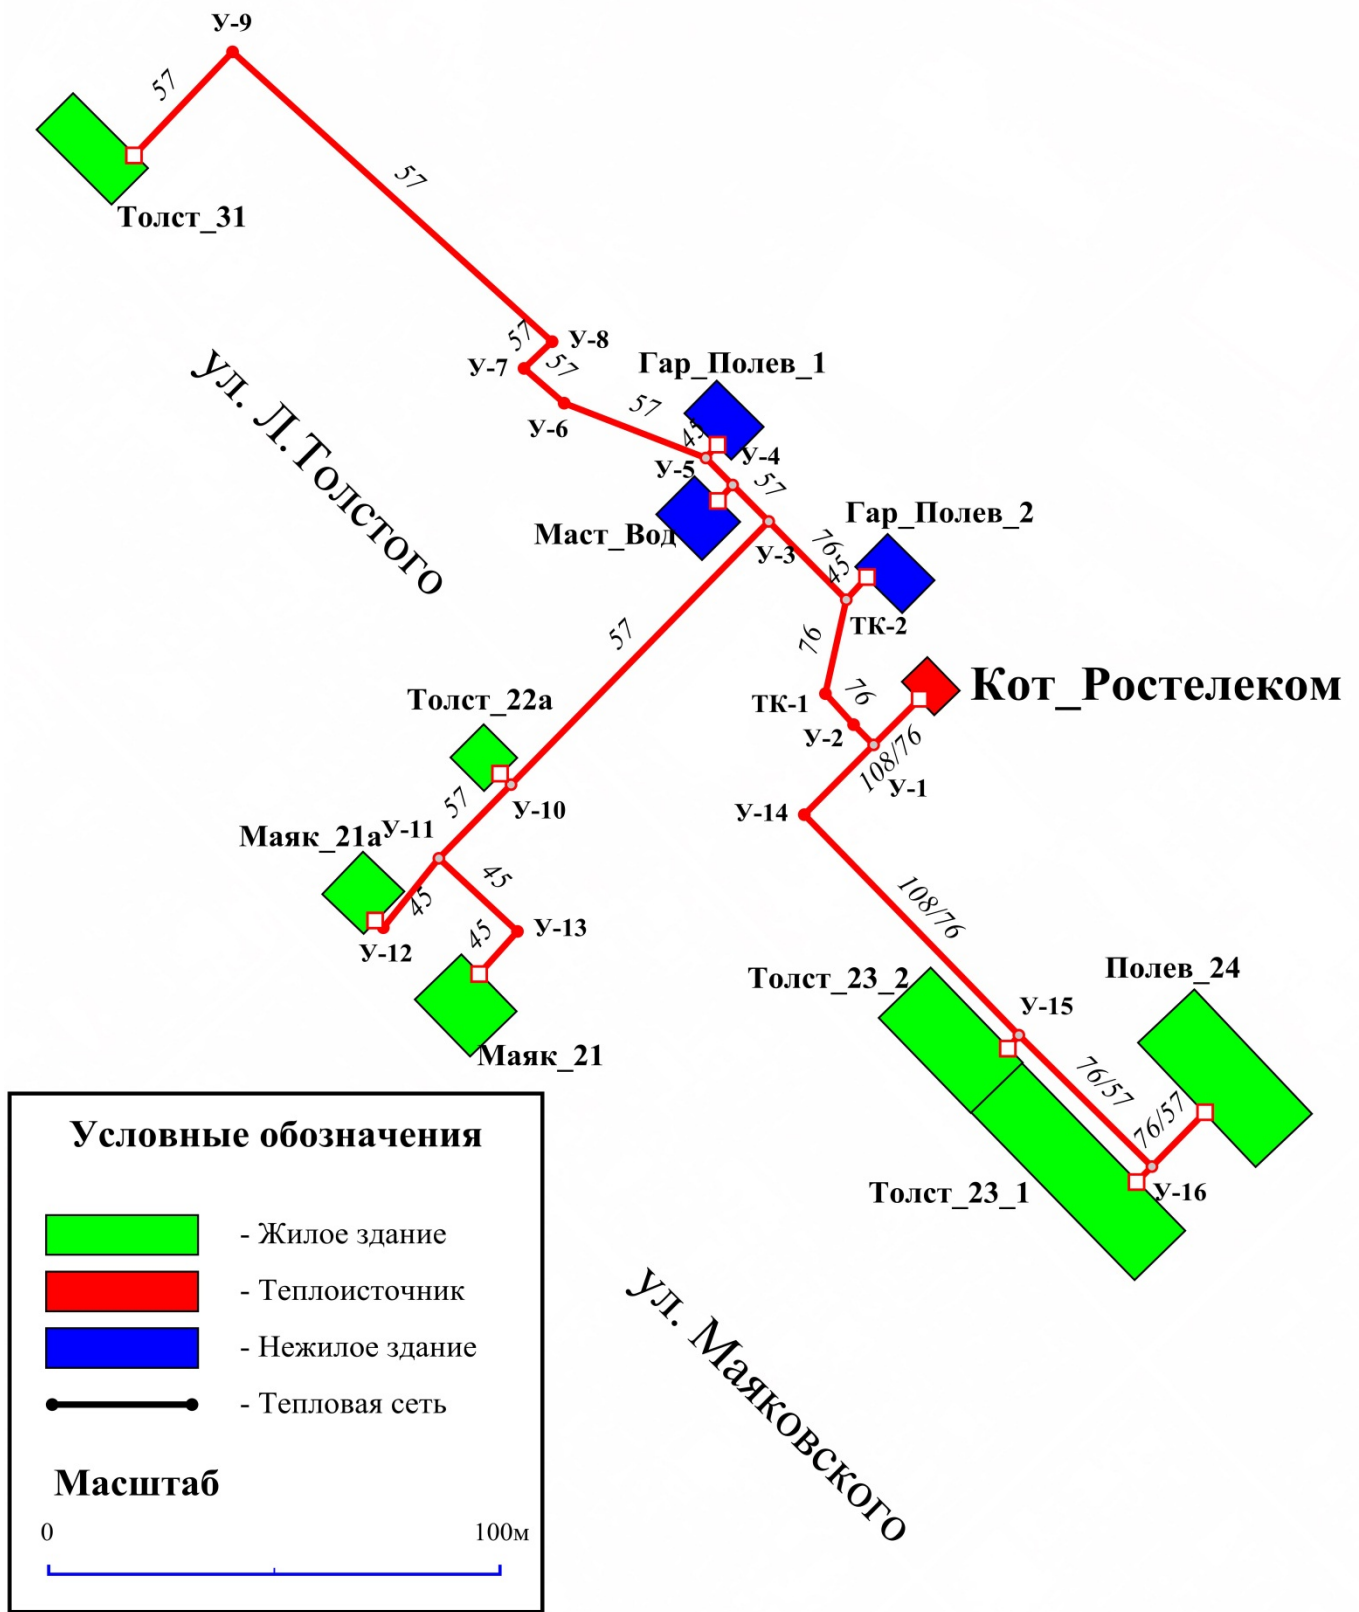 У-9
57
57
Толст_31
57
У-8
У-7
57
Гар_Полев_1
ул. Л.Толстого
57
У-6
45
У-4
У-5
57
Гар_Полев_2
Маст_Вод
У-3
76
45
ТК-2
57
76
Кот_Ростелеком
Толст_22а
76
ТК-1
У-2
108/76
У-1
57
У-10
У-14
Маяк_21а
У-11
45
45
108/76
45
У-13
У-12
Толст_23_2
Полев_24
У-15
Маяк_21
76/57
76/57
Толст_23_1
У-16
ул. Маяковского
Условные обозначения
- Жилое здание
- Теплоисточник
- Нежилое здание
- Тепловая сеть
Масштаб
0
100м